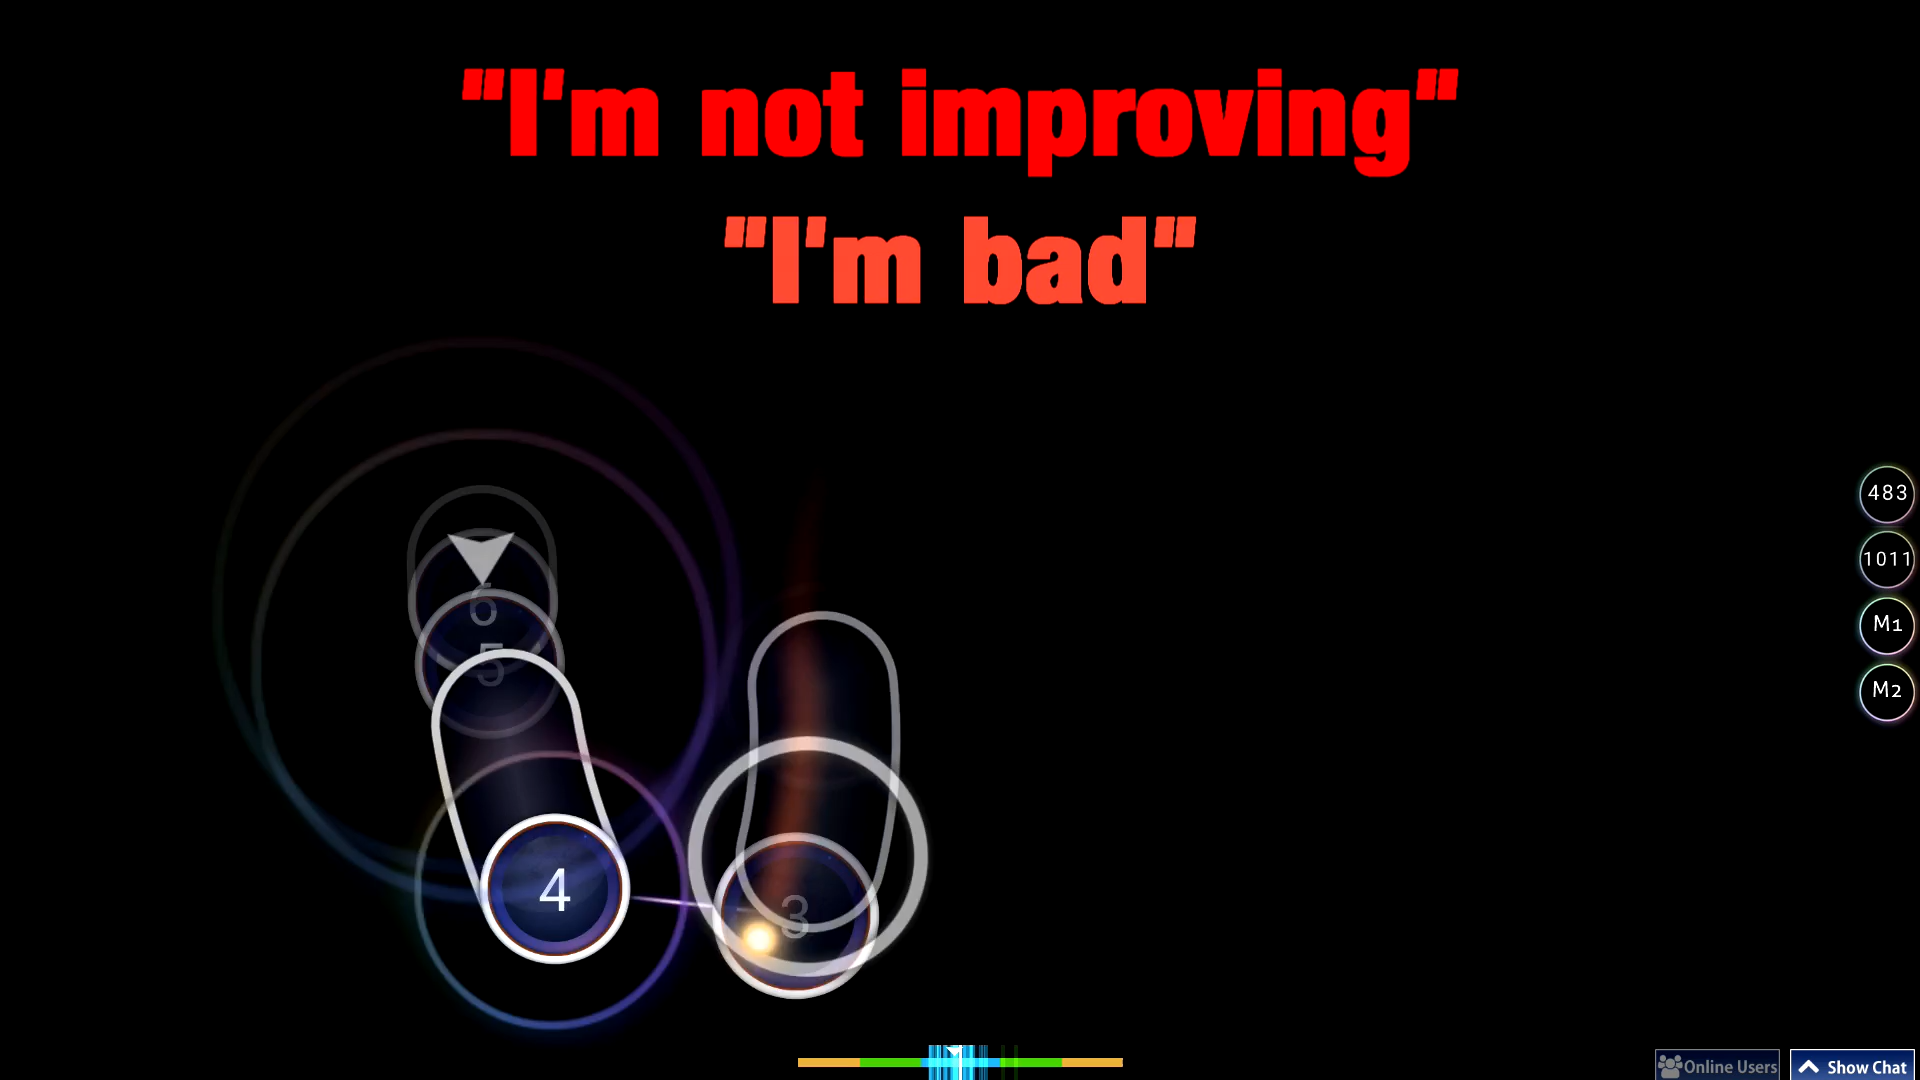 "I'm not improving"
"I'm bad"
483
1011
6
5
M1
M2
4
3
Online Users
Show Chat